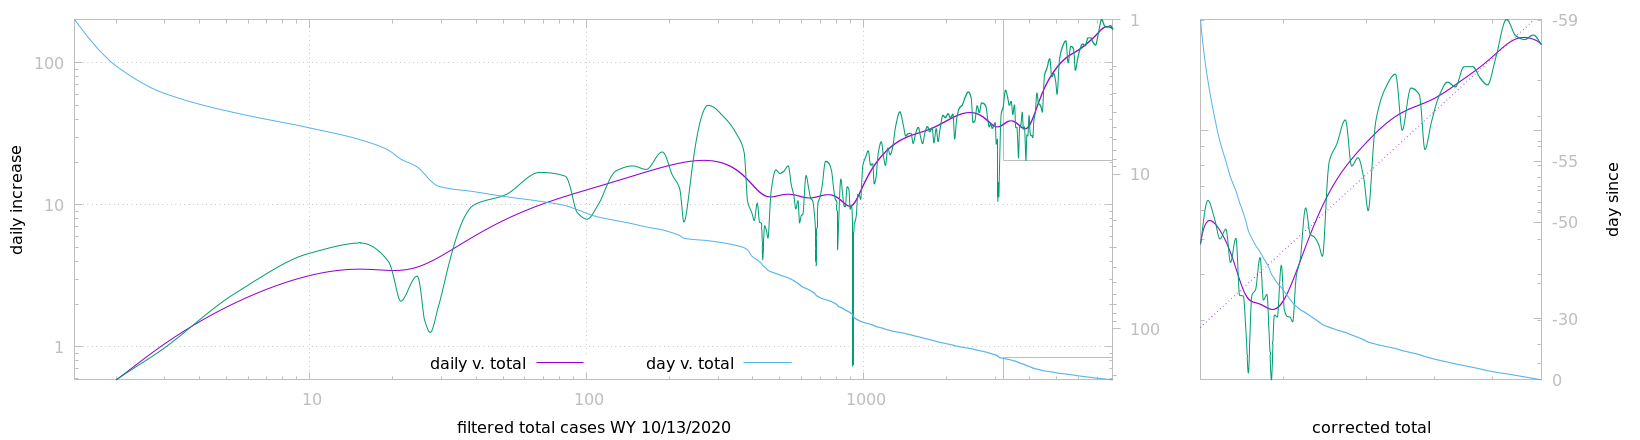 daily increase
100
10
1
10
100
1000
filtered total cases WY 10/13/2020
daily v. total
day v. total
1
10
100
corrected total
-59
-55
-50
-30
0
day since